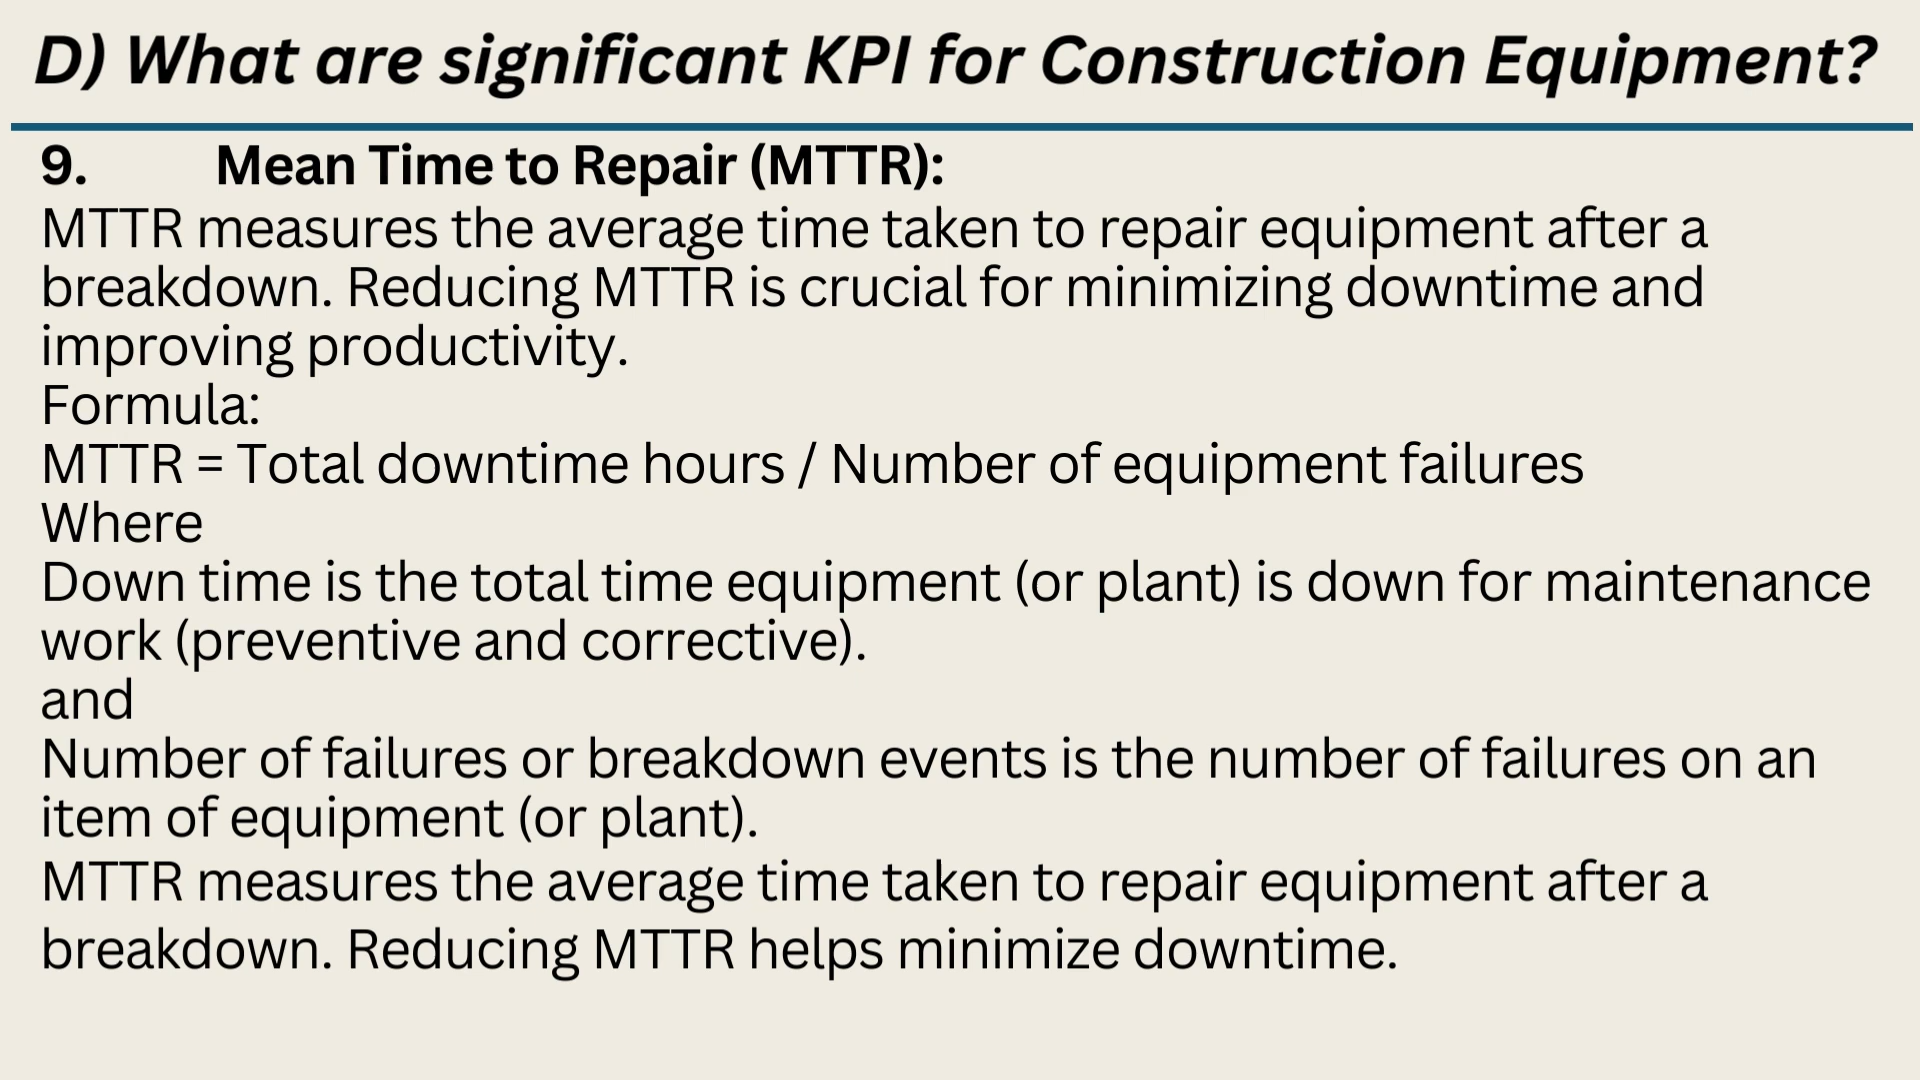 D) What are significant KPI for Construction Equipment?
9. Mean Time to Repair (MTTR):
MTTR measures the average time taken to repair equipment after a
breakdown. Reducing MTTR is crucial for minimizing downtime and
improving productivity.
Formula:
MTTR = Total downtime hours / Number of equipment failures
Where
Down time is the total time equipment (or plant) is down for maintenance
work (preventive and corrective).
and
Number of failures or breakdown events is the number of failures on an
item of equipment (or plant).
MTTR measures the average time taken to repair equipment after a
breakdown. Reducing MTTR helps minimize downtime.